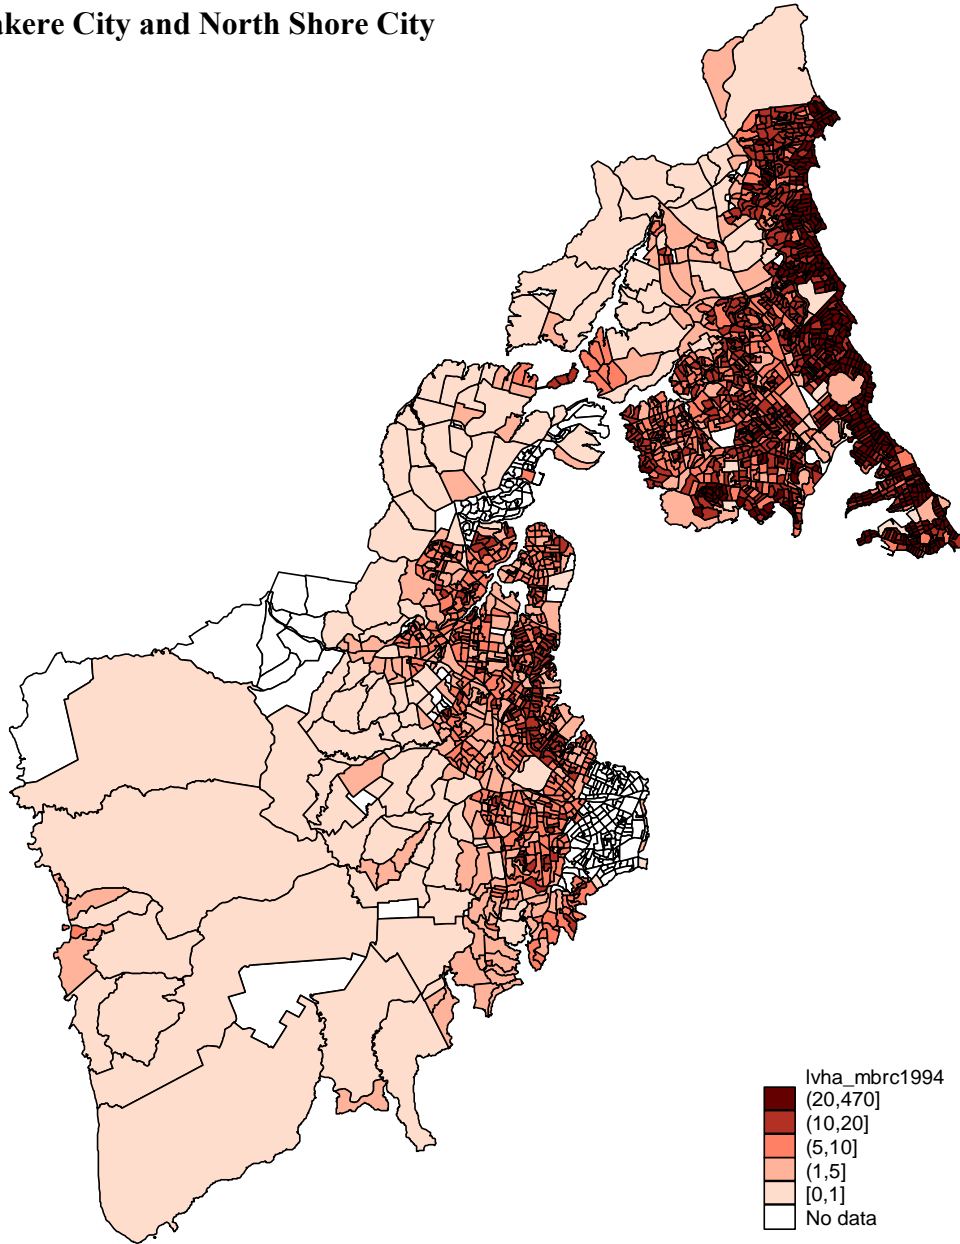 akere City and North Shore City
lvha_mbrc1994
(20,470]
(10,20]
(5,10]
(1,5]
[0,1]
No data